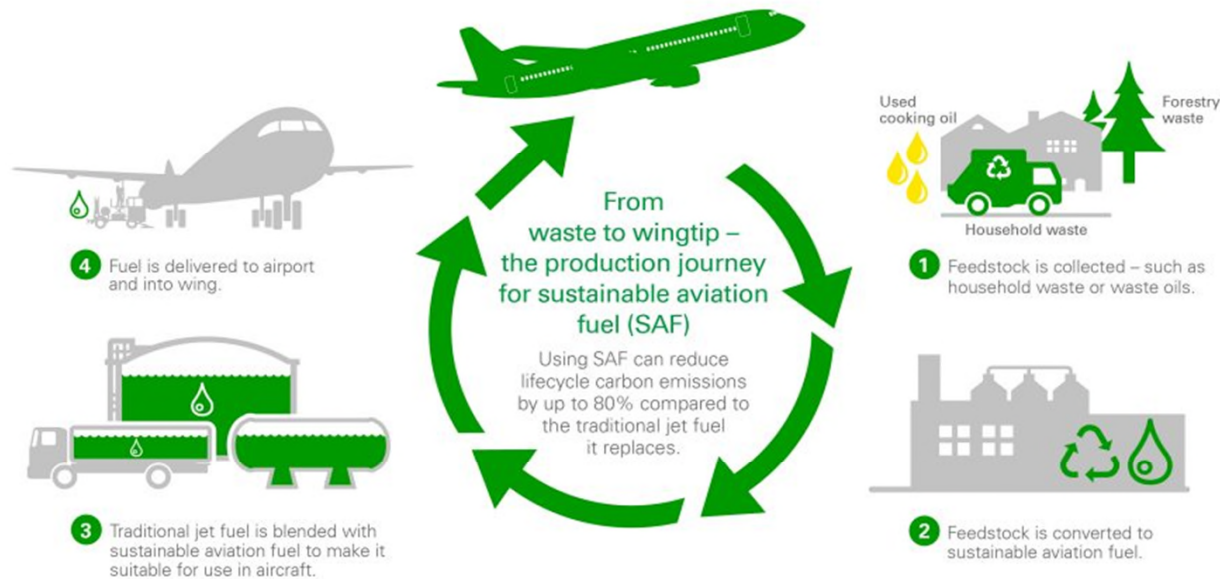 From
waste to wingtip –
the production journey
for sustainable aviation
fuel (SAF)
Using SAF can reduce
lifecycle carbon emissions
by up to 80% compared to
the traditional jet fuel
it replaces.
Used
cooking oil
Forestry
waste
Household waste
1 Feedstock is collected – such as
household waste or waste oils.
2 Feedstock is converted to
sustainable aviation fuel.
3 Traditional jet fuel is blended with
sustainable aviation fuel to make it
suitable for use in aircraft.
4 Fuel is delivered to airport
and into wing.